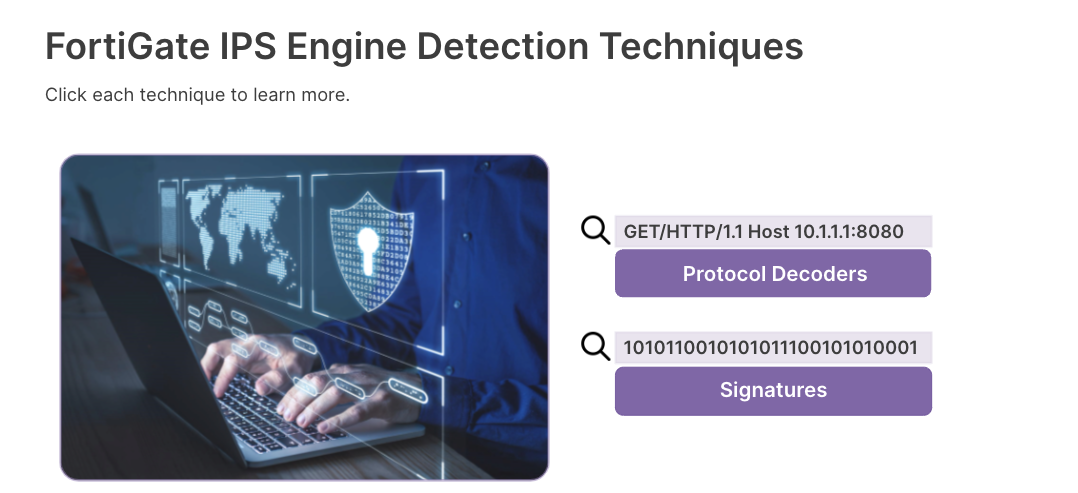 FortiGate IPS Engine Detection Techniques
Click each technique to learn more.
GET/HTTP/1.1 Host 10.1.1.1:8080
Protocol Decoders
1010110010101011100101010001
Signatures